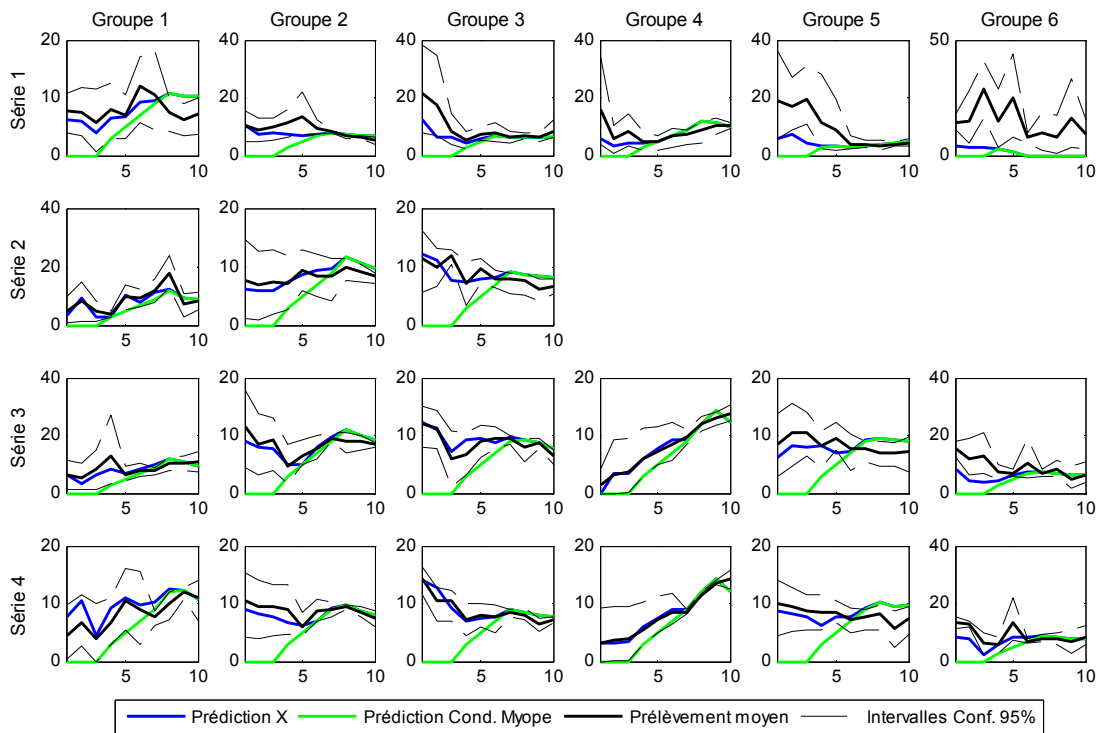 Groupe 1 Groupe 2 Groupe 3 Groupe 4 Groupe 5 Groupe 6
Série 1
20 20 40 40 40 50
10 10 20 20 20
0 0 0 0 0 0
5 10 5 10 5 10 5 10 5 10 5 10
Série 2
40 20 20
20 10 10
0 0 0
5 10 5 10 5 10
Série 3
40 20 20 20 20 40
20 10 10 10 10 20
0 0 0 0 0 0
5 10 5 10 5 10 5 10 5 10 5 10
Série 4
20 20 20 20 20 40
10 10 10 10 10 20
0 0 0 0 0 0
5 10 5 10 5 10 5 10 5 10 5 10
Prédiction X Prédiction Cond. Myope Prélèvement moyen Intervalles Conf. 95%